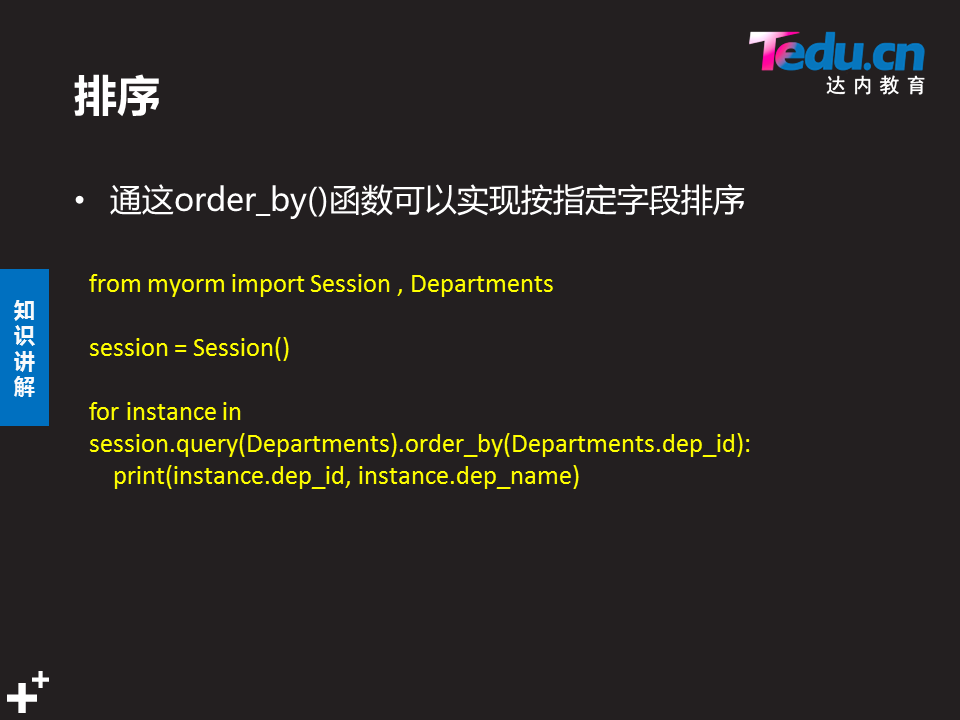 Tedu.cn
达内教育
排序
• 通这order_by()函数可以实现按指定字段排序
知识讲解
from myorm import Session , Departments
session = Session()
for instance in
session.query(Departments).order_by(Departments.dep_id):
    print(instance.dep_id, instance.dep_name)